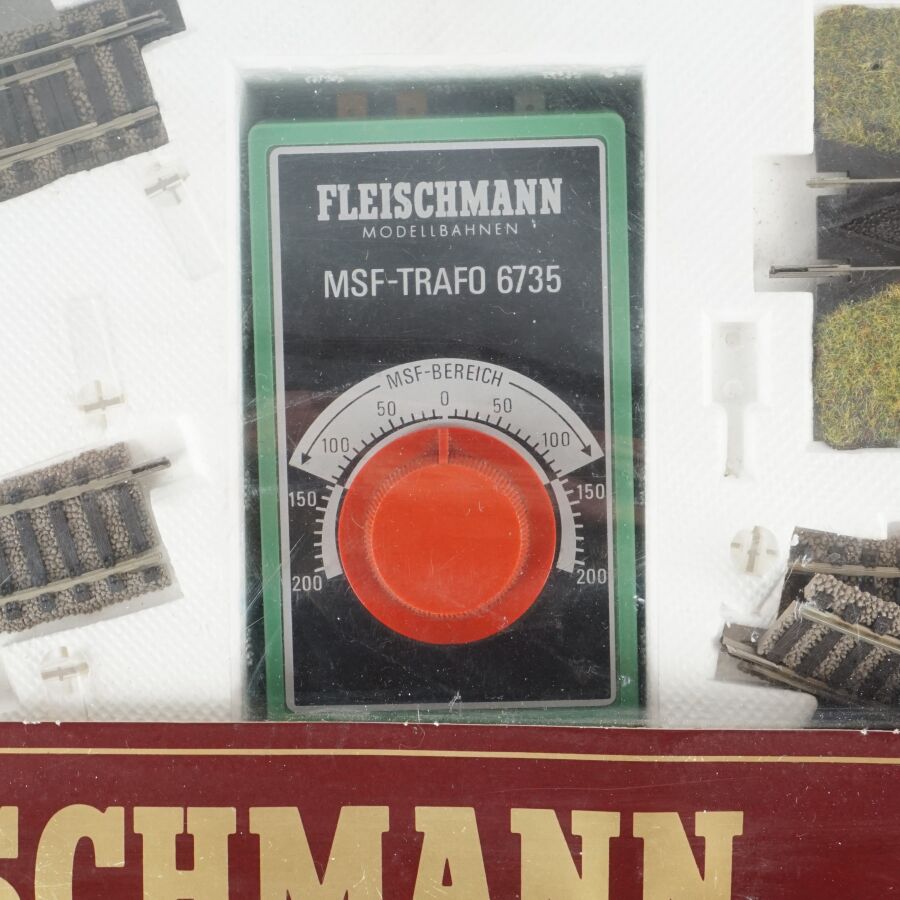 FLEISCHMANN
MODELLBAHNEN
MSF-TRAFO 6735
MSF-BEREICH
50 0 50
100 100
150 150
200 200
SCHMANN